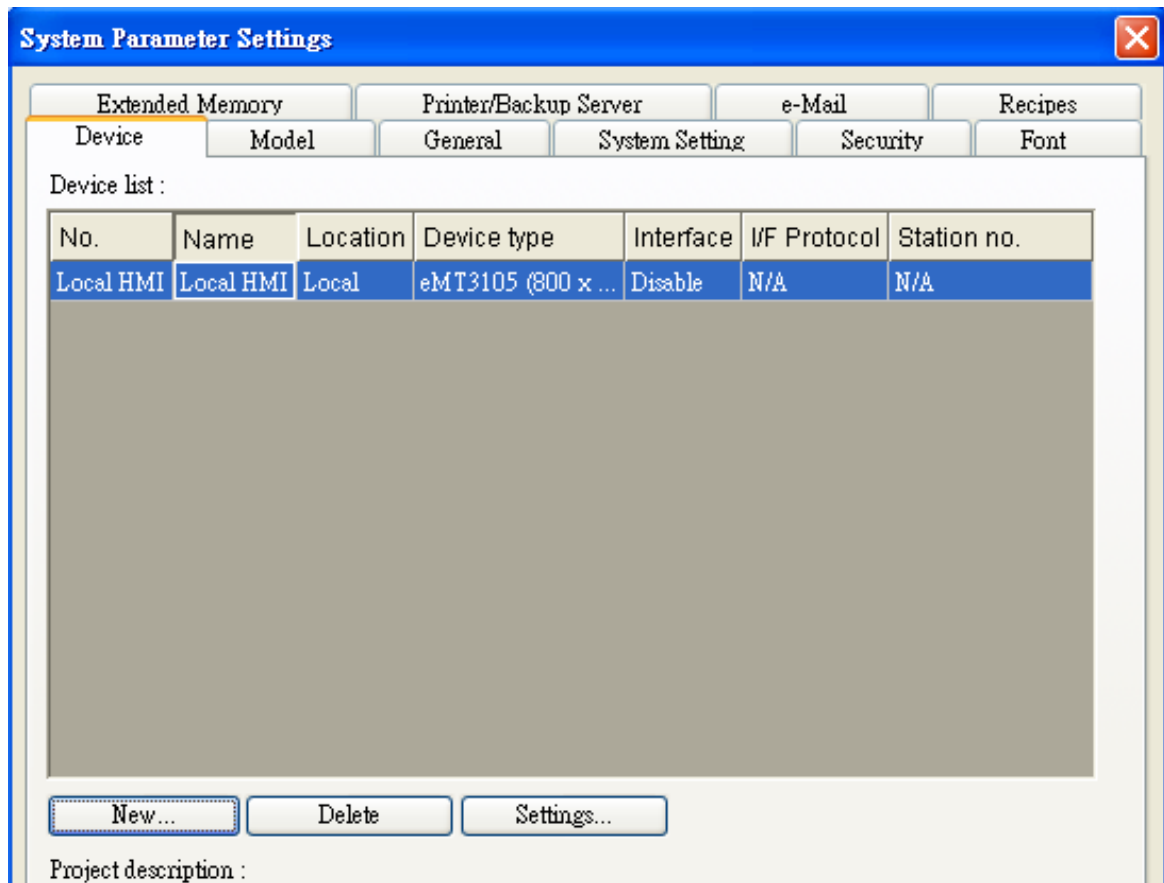 System Parameter Settings
Extended Memory Printer/Backup Server e-Mail Recipes
Device Model General System Setting Security Font
Device list :
No. Name Location Device type Interface I/F Protocol Station no.
Local HMI Local HMI Local eMT3105 (800 x ... Disable N/A N/A
New... Delete Settings...
Project description :